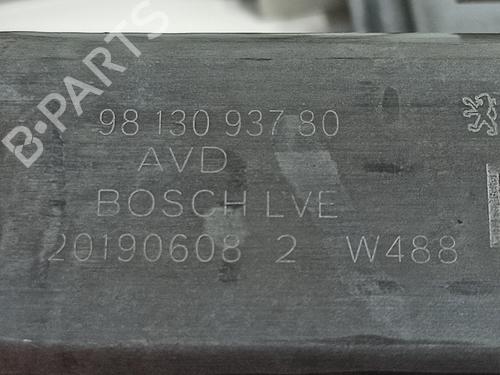 B-PARTS
98 130 937 80
AVD
BOSCH LVE
20190608 2 W488